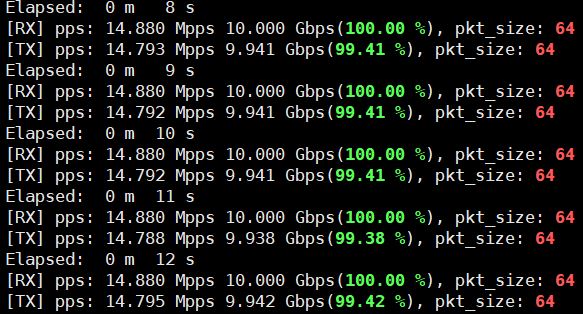 Elapsed:  0 m   8 s
[RX] pps: 14.880 Mpps 10.000 Gbps(100.00 %), pkt_size: 64
[TX] pps: 14.793 Mpps 9.941 Gbps(99.41 %), pkt_size: 64
Elapsed:  0 m   9 s
[RX] pps: 14.880 Mpps 10.000 Gbps(100.00 %), pkt_size: 64
[TX] pps: 14.792 Mpps 9.941 Gbps(99.41 %), pkt_size: 64
Elapsed:  0 m  10 s
[RX] pps: 14.880 Mpps 10.000 Gbps(100.00 %), pkt_size: 64
[TX] pps: 14.792 Mpps 9.941 Gbps(99.41 %), pkt_size: 64
Elapsed:  0 m  11 s
[RX] pps: 14.880 Mpps 10.000 Gbps(100.00 %), pkt_size: 64
[TX] pps: 14.788 Mpps 9.938 Gbps(99.38 %), pkt_size: 64
Elapsed:  0 m  12 s
[RX] pps: 14.880 Mpps 10.000 Gbps(100.00 %), pkt_size: 64
[TX] pps: 14.795 Mpps 9.942 Gbps(99.42 %), pkt_size: 64